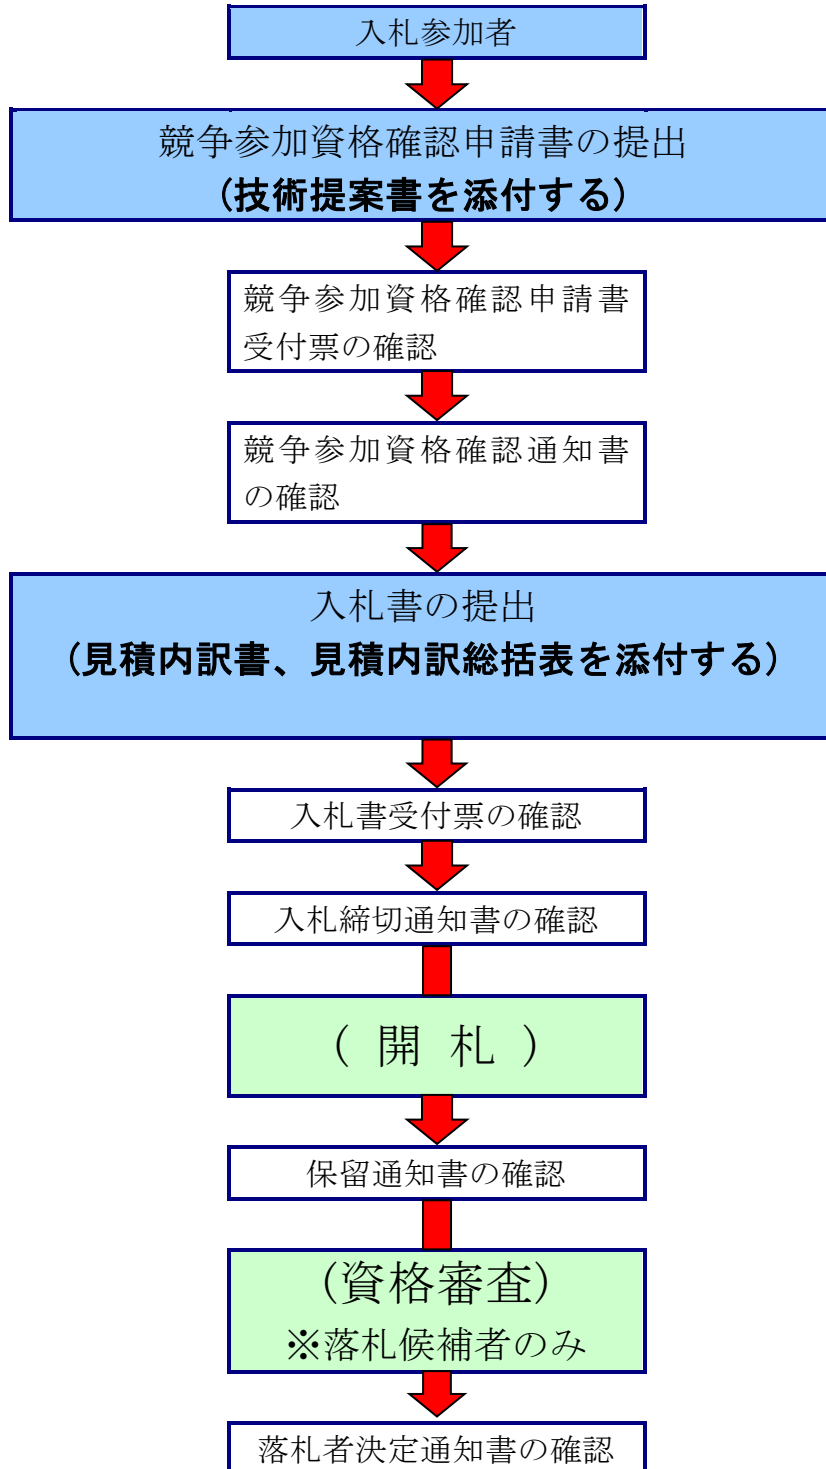 入札参加者
競争参加資格確認申請書の提出
(技術提案書を添付する)
競争参加資格確認申請書
受付票の確認
競争参加資格確認通知書
の確認
入札書の提出
(見積内訳書、見積内訳総括表を添付する)
入札書受付票の確認
入札締切通知書の確認
( 開 札 )
保留通知書の確認
(資格審査)
※落札候補者のみ
落札者決定通知書の確認